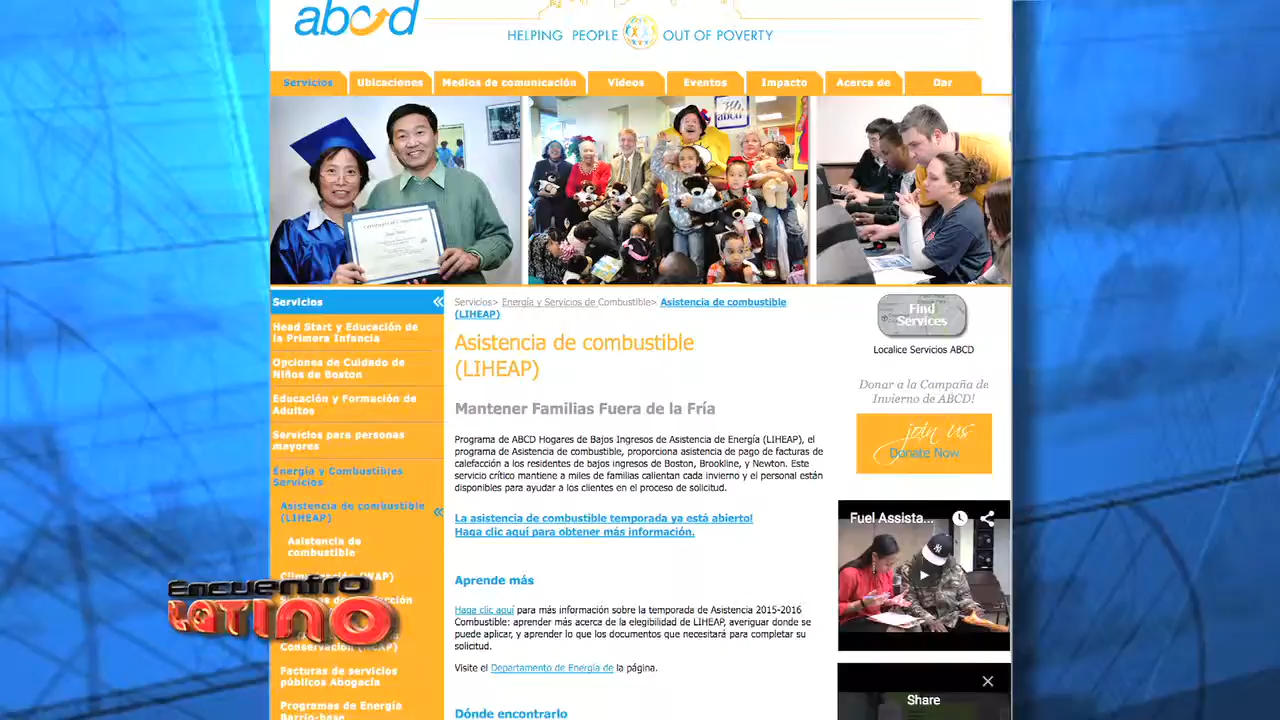 abcd
HELPING PEOPLE OUT OF POVERTY
Servicios
Ubicaciones
Medios de comunicación
Videos
Eventos
Impacto
Acerca de
Dar
abcd
Servicios
Head Start y Educación de
la Primera Infancia
Opciones de Cuidado de
Niños de Boston
Educación y Formación de
Adultos
Servicios para personas
mayores
Energía y Combustibles
Servicios
Asistencia de combustible
(LIHEAP)
Asistencia de
combustible
Encuentro
LATINO
Facturas de servicios
públicos Abogacía
Programas de Energía
Barrio-base
Servicios> Energía y Servicios de Combustible> Asistencia de combustible
(LIHEAP)
Asistencia de combustible
(LIHEAP)
Mantener Familias Fuera de la Fría
Programa de ABCD Hogares de Bajos Ingresos de Asistencia de Energía (LIHEAP), el
programa de Asistencia de combustible, proporciona asistencia de pago de facturas de
calefacción a los residentes de bajos ingresos de Boston, Brookline, y Newton. Este
servicio crítico mantiene a miles de familias calientan cada invierno y el personal están
disponibles para ayudar a los clientes en el proceso de solicitud.
La asistencia de combustible temporada ya está abierto!
Haga clic aquí para obtener más información.
Aprende más
Haga clic aquí para más información sobre la temporada de Asistencia 2015-2016
Combustible: aprender más acerca de la elegibilidad de LIHEAP, averiguar donde se
puede aplicar, y aprender lo que los documentos que necesitará para completar su
solicitud.
Visite el Departamento de Energía de la página.
Dónde encontrarlo
Find
Services
Localice Servicios ABCD
Donar a la Campaña de
Invierno de ABCD!
join us
Donate Now
Fuel Assista...
Share